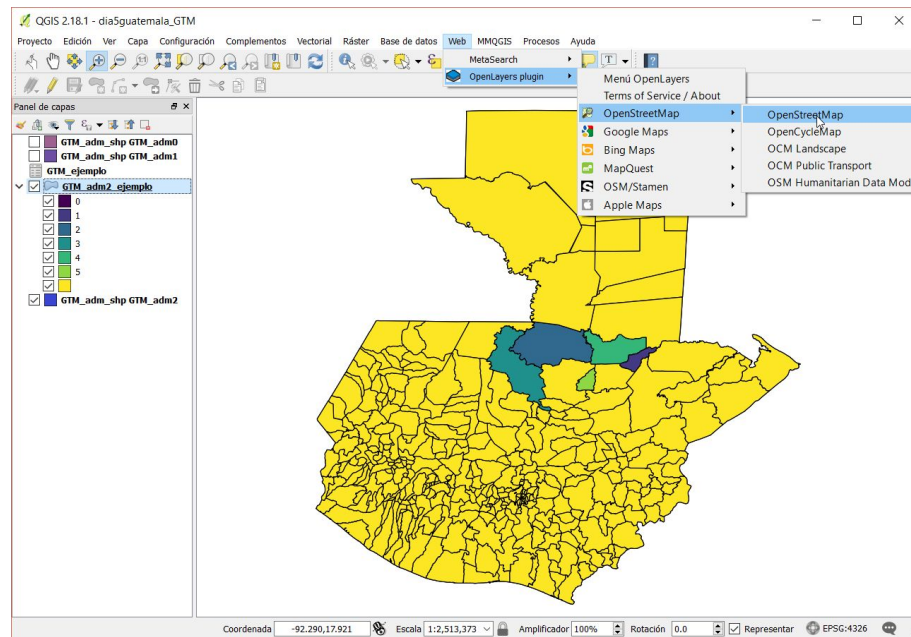 QGIS 2.18.1 - dia5guatemala_GTM
Proyecto Edición Ver Capa Configuración Complementos Vectorial Ráster Base de datos Web MMQGIS Procesos Ayuda
MetaSearch
OpenLayers plugin
Menú OpenLayers
Terms of Service / About
OpenStreetMap
Google Maps
Bing Maps
MapQuest
OSM/Stamen
Apple Maps
OpenStreetMap
OpenCycleMap
OCM Landscape
OCM Public Transport
OSM Humanitarian Data Mod
Panel de capas
GTM_adm_shp GTM_adm0
GTM_adm_shp GTM_adm1
GTM_ejemplo
GTM_adm2_ejemplo
0
1
2
3
4
5
GTM_adm_shp GTM_adm2
Coordenada -92.290,17.921 Escala 1:2,513,373 Amplificador 100% Rotación 0.0 Representar EPSG:4326